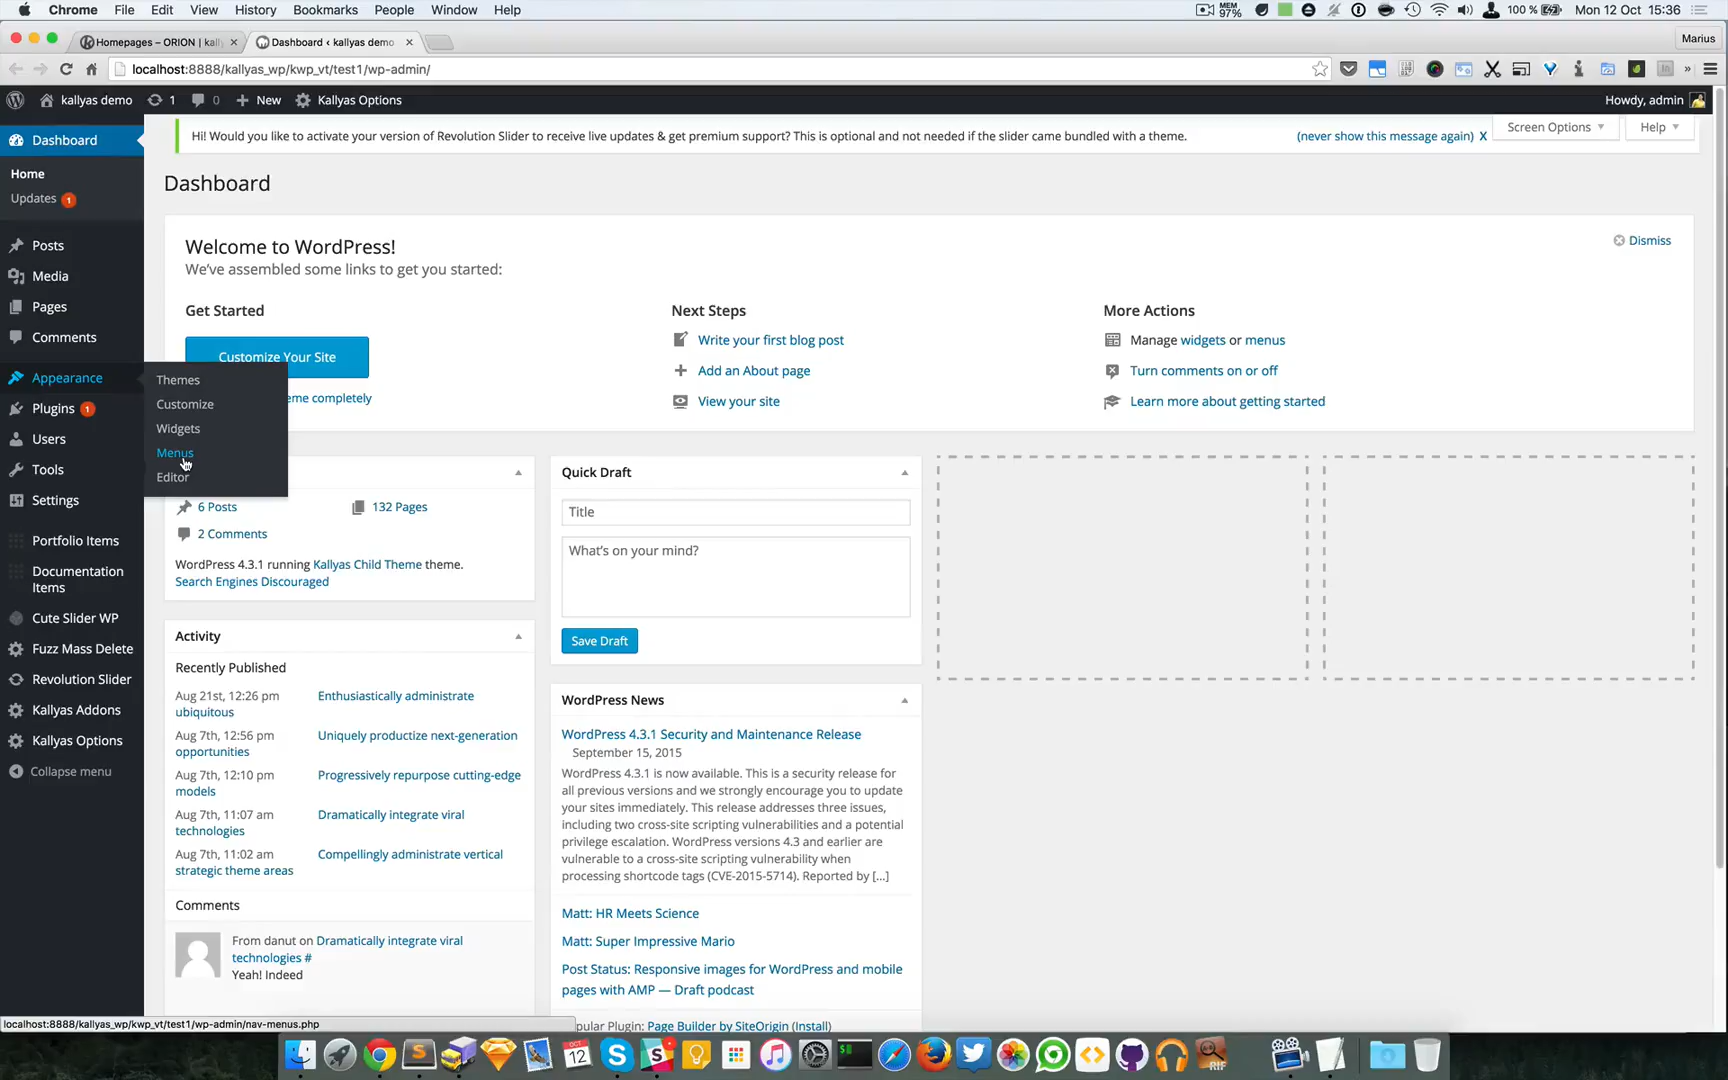 Chrome File Edit View History Bookmarks People Window Help
MEM 97% 100 % Mon 12 Oct 15:36
Homepages – ORION | kall
Dashboard ‹ kallyas demo
Marius
localhost:8888/kallyas_wp/kwp_vt/test1/wp-admin/
kallyas demo 1 0 New Kallyas Options
Howdy, admin
Dashboard
Home
Updates 1
Posts
Media
Pages
Comments
Appearance
Plugins 1
Users
Tools
Settings
Portfolio Items
Documentation
Items
Cute Slider WP
Fuzz Mass Delete
Revolution Slider
Kallyas Addons
Kallyas Options
Collapse menu
Themes
Customize
Widgets
Menus
Editor
Hi! Would you like to activate your version of Revolution Slider to receive live updates & get premium support? This is optional and not needed if the slider came bundled with a theme.
(never show this message again) X
Screen Options
Help
Dashboard
Welcome to WordPress!
We've assembled some links to get you started:
Dismiss
Get Started
Customize Your Site
eme completely
Next Steps
Write your first blog post
Add an About page
View your site
More Actions
Manage widgets or menus
Turn comments on or off
Learn more about getting started
6 Posts
132 Pages
2 Comments
WordPress 4.3.1 running Kallyas Child Theme theme.
Search Engines Discouraged
Activity
Recently Published
Aug 21st, 12:26 pm Enthusiastically administrate
ubiquitous
Aug 7th, 12:56 pm Uniquely productize next-generation
opportunities
Aug 7th, 12:10 pm Progressively repurpose cutting-edge
models
Aug 7th, 11:07 am Dramatically integrate viral
technologies
Aug 7th, 11:02 am Compellingly administrate vertical
strategic theme areas
Comments
From danut on Dramatically integrate viral
technologies #
Yeah! Indeed
Quick Draft
Title
What's on your mind?
Save Draft
WordPress News
WordPress 4.3.1 Security and Maintenance Release
September 15, 2015
WordPress 4.3.1 is now available. This is a security release for
all previous versions and we strongly encourage you to update
your sites immediately. This release addresses three issues,
including two cross-site scripting vulnerabilities and a potential
privilege escalation. WordPress versions 4.3 and earlier are
vulnerable to a cross-site scripting vulnerability when
processing shortcode tags (CVE-2015-5714). Reported by [...]
Matt: HR Meets Science
Matt: Super Impressive Mario
Post Status: Responsive images for WordPress and mobile
pages with AMP — Draft podcast
pular Plugin: Page Builder by SiteOrigin (Install)
localhost:8888/kallyas_wp/kwp_vt/test1/wp-admin/nav-menus.php
12